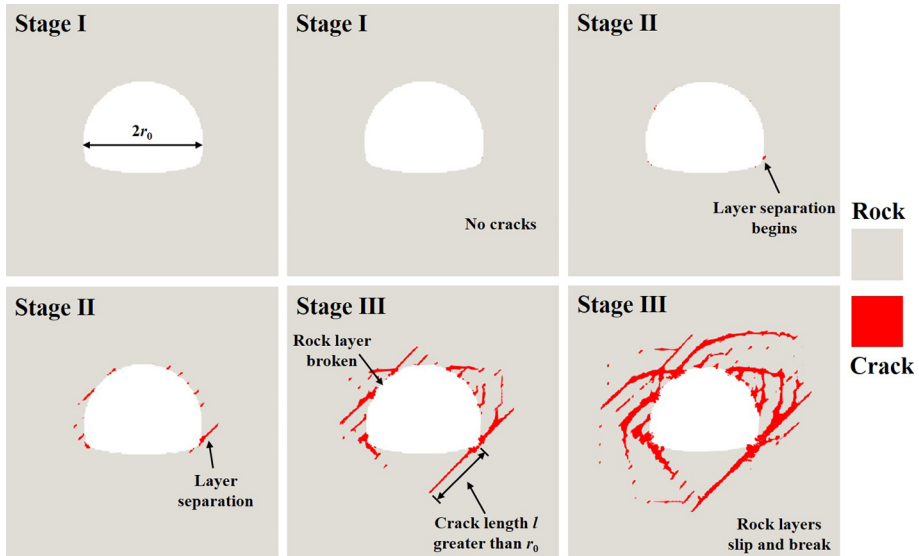 Stage I
2r₀
Stage I
No cracks
Stage II
Layer separation
begins
Rock
Crack
Stage II
Layer
separation
Stage III
Rock layer
broken
Crack length l
greater than r₀
Stage III
Rock layers
slip and break